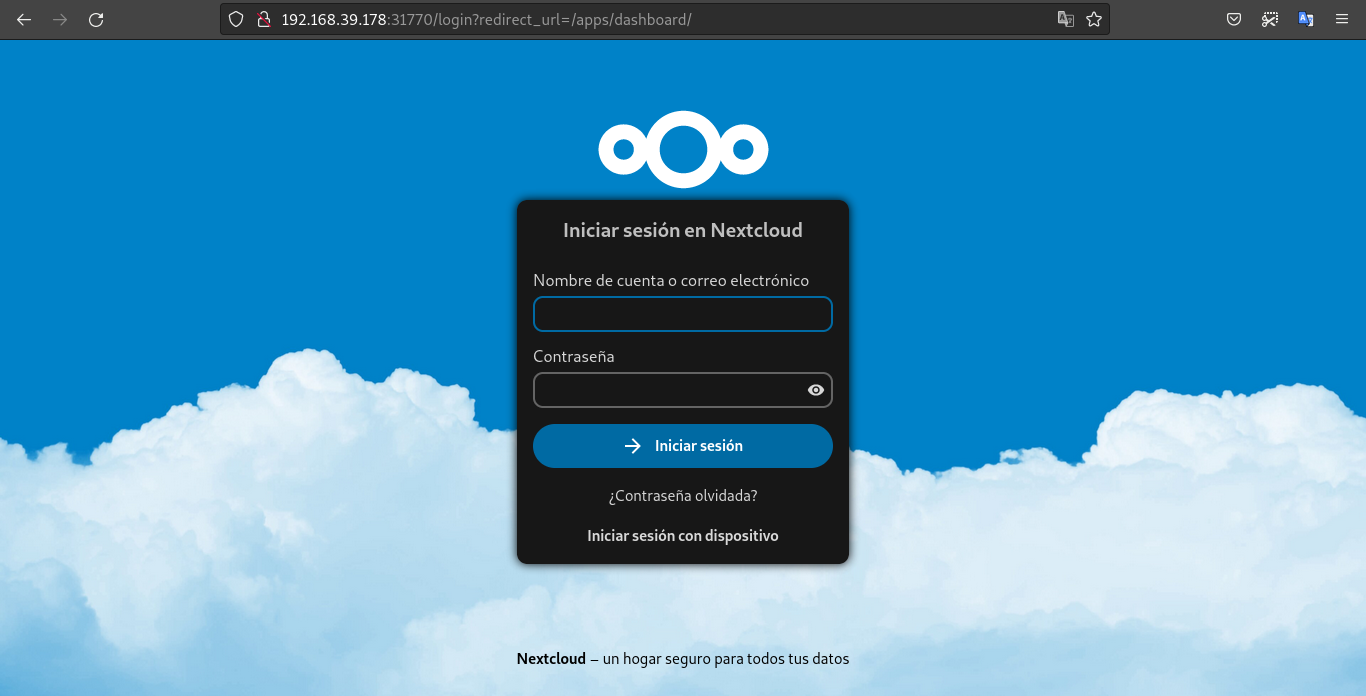 192.168.39.178:31770/login?redirect_url=/apps/dashboard/
Iniciar sesión en Nextcloud
Nombre de cuenta o correo electrónico
Contraseña
Iniciar sesión
¿Contraseña olvidada?
Iniciar sesión con dispositivo
Nextcloud – un hogar seguro para todos tus datos